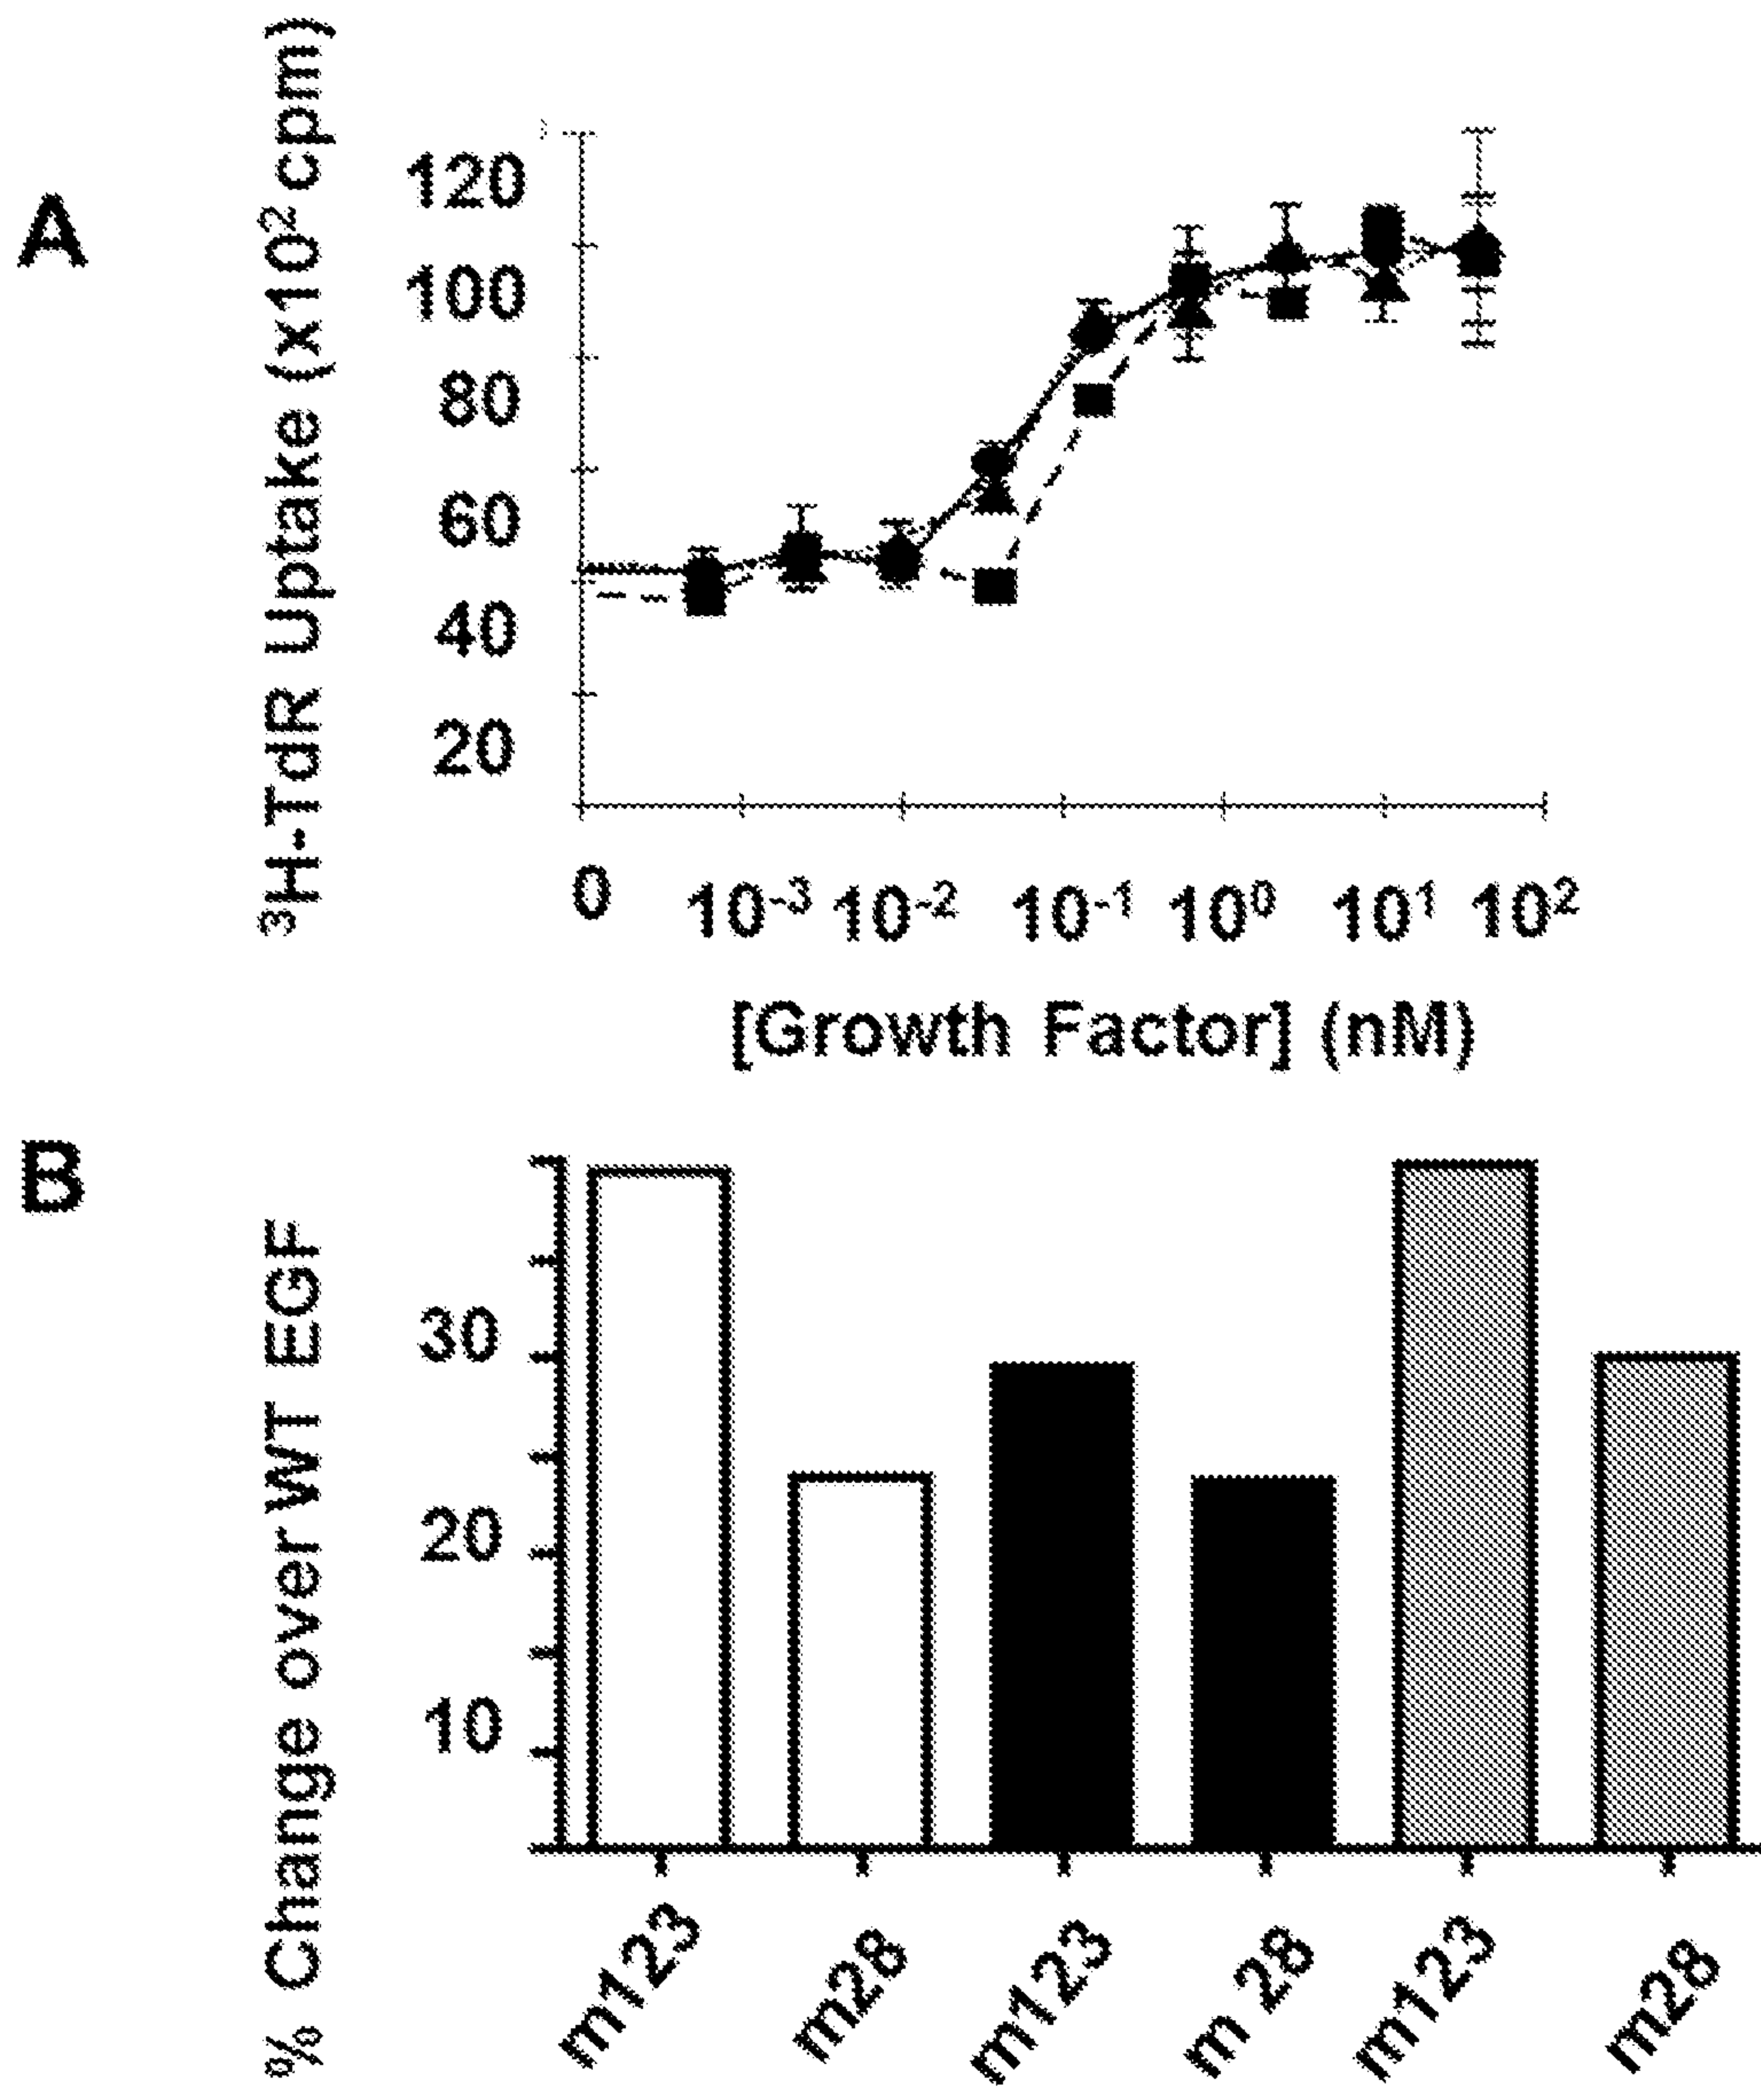 A
³H-TdR Uptake (x10² cpm)
120
100
80
60
40
20
0 10⁻³ 10⁻² 10⁻¹ 10⁰ 10¹ 10²
[Growth Factor] (nM)
B
% Change over WT EGF
30
20
10
m123 m28 m123 m 28 m123 m28